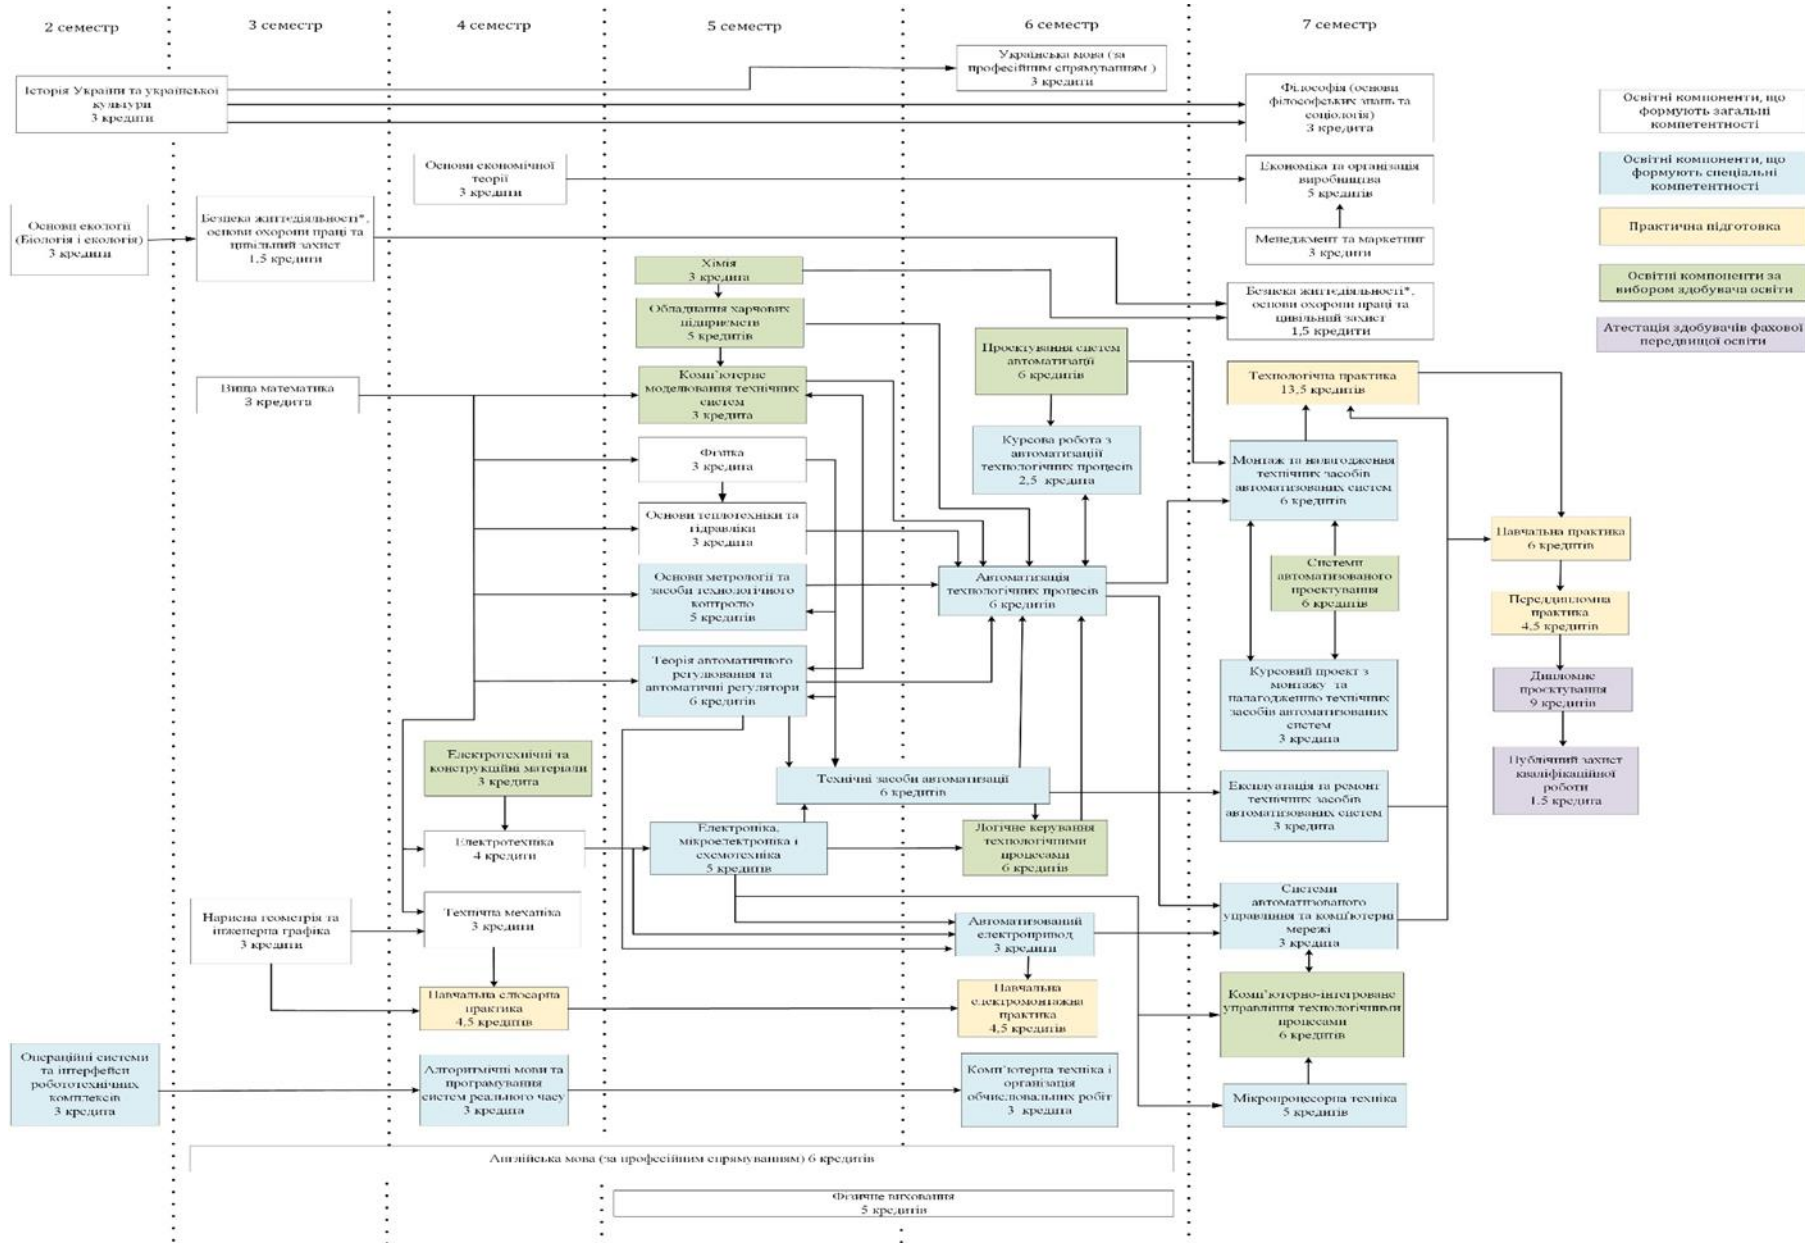 2 семестр
3 семестр
4 семестр
5 семестр
6 семестр
7 семестр
Історія України та української
культури
3 кредити
Основи екології
(Біологія і екологія)
3 кредити
Операційні системи
та інтерфейси
робототехнічних
комплексів
3 кредита
Безпека життєдіяльності*,
основи охорони праці та
цивільний захист
1,5 кредити
Вища математика
3 кредита
Нарисна геометрія та
інженерна графіка
3 кредити
Основи економічної
теорії
3 кредити
Електротехнічні та
конструкційні матеріали
3 кредита
Електротехніка
4 кредити
Технічна механіка
3 кредити
Навчальна слюсарна
практика
4,5 кредитів
Алгоритмічні мови та
програмування
систем реального часу
3 кредита
Хімія
3 кредита
Обладнання харчових
підприємств
5 кредитів
Комп'ютерне
моделювання технічних
систем
3 кредита
Фізика
3 кредита
Основи теплотехніки та
гідравліки
3 кредита
Основи метрології та
засоби технологічного
контролю
5 кредитів
Теорія автоматичного
регулювання та
автоматичні регулятори
6 кредитів
Технічні засоби автоматизації
6 кредитів
Електроніка,
мікроелектроніка і
схемотехніка
5 кредитів
Українська мова (за
професійним спрямуванням )
3 кредити
Проєктування систем
автоматизації
6 кредитів
Курсова робота з
автоматизації
технологічних процесів
2,5 кредита
Автоматизація
технологічних процесів
6 кредитів
Логічне керування
технологічними
процесами
6 кредитів
Автоматизований
електропривод
3 кредити
Навчальна
електромонтажна
практика
4,5 кредитів
Комп'ютерна техніка і
організація
обчислювальних робіт
3 кредита
Філософія (основи
філософських знань та
соціологія)
3 кредита
Економіка та організація
виробництва
5 кредитів
Менеджмент та маркетинг
3 кредити
Безпека життєдіяльності*,
основи охорони праці та
цивільний захист
1,5 кредити
Технологічна практика
13,5 кредитів
Монтаж та налагодження
технічних засобів
автоматизованих систем
6 кредитів
Системи
автоматизованого
проектування
6 кредитів
Курсовий проект з
монтажу та
налагодженню технічних
засобів автоматизованих
систем
3 кредита
Експлуатація та ремонт
технічних засобів
автоматизованих систем
3 кредита
Системи
автоматизованого
управління та комп'ютерні
мережі
3 кредита
Комп'ютерно-інтегроване
управління технологічними
процесами
6 кредитів
Мікропроцесорна техніка
5 кредитів
Навчальна практика
6 кредитів
Переддипломна
практика
4,5 кредитів
Дипломне
проєктування
9 кредитів
Публічний захист
кваліфікаційної
роботи
1.5 кредита
Освітні компоненти, що
формують загальні
компетентності
Освітні компоненти, що
формують спеціальні
компетентності
Практична підготовка
Освітні компоненти за
вибором здобувача освіти
Атестація здобувачів фахової
передвищої освіти
Англійська мова (за професійним спрямуванням) 6 кредитів
Фізичне виховання
5 кредитів